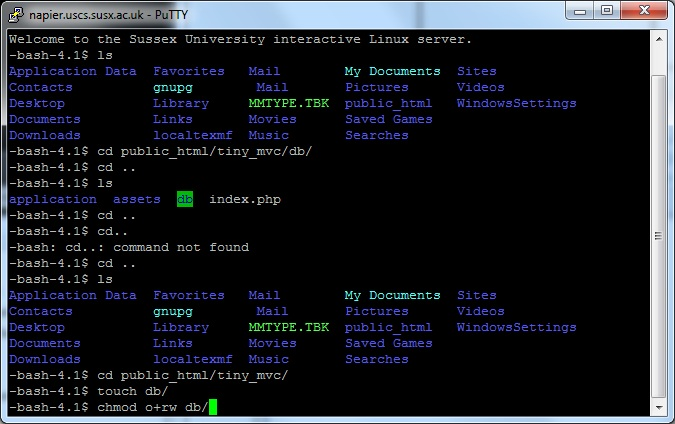 napier.uscs.susx.ac.uk - PuTTY
Welcome to the Sussex University interactive Linux server.
-bash-4.1$ ls
Application Data  Favorites    Mail        My Documents  Sites
Contacts          gnupg         Mail       Pictures      Videos
Desktop           Library      MMTYPE.TBK  public_html   WindowsSettings
Documents         Links        Movies      Saved Games
Downloads         localtexmf   Music       Searches
-bash-4.1$ cd public_html/tiny_mvc/db/
-bash-4.1$ cd ..
-bash-4.1$ ls
application  assets  db  index.php
-bash-4.1$ cd ..
-bash-4.1$ cd..
-bash: cd..: command not found
-bash-4.1$ cd ..
-bash-4.1$ ls
Application Data  Favorites    Mail        My Documents  Sites
Contacts          gnupg         Mail       Pictures      Videos
Desktop           Library      MMTYPE.TBK  public_html   WindowsSettings
Documents         Links        Movies      Saved Games
Downloads         localtexmf   Music       Searches
-bash-4.1$ cd public_html/tiny_mvc/
-bash-4.1$ touch db/
-bash-4.1$ chmod o+rw db/